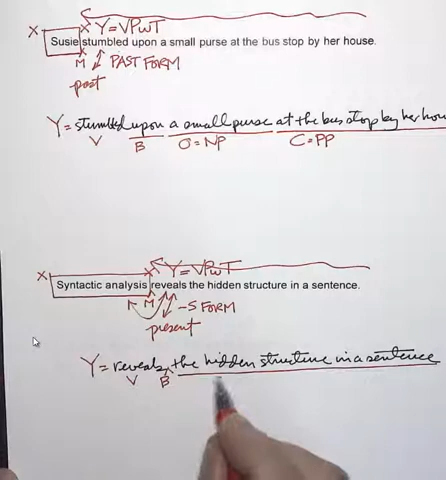 X X Y = VPwT
Susie stumbled upon a small purse at the bus stop by her house.
M PAST FORM
past
Y = stumbled upon a small purse at the bus stop by her hou
V B O = NP C = PP
X X Y = VPwT
Syntactic analysis reveals the hidden structure in a sentence.
M -S FORM
present
Y = reveals the hidden structure in a sentence
V B